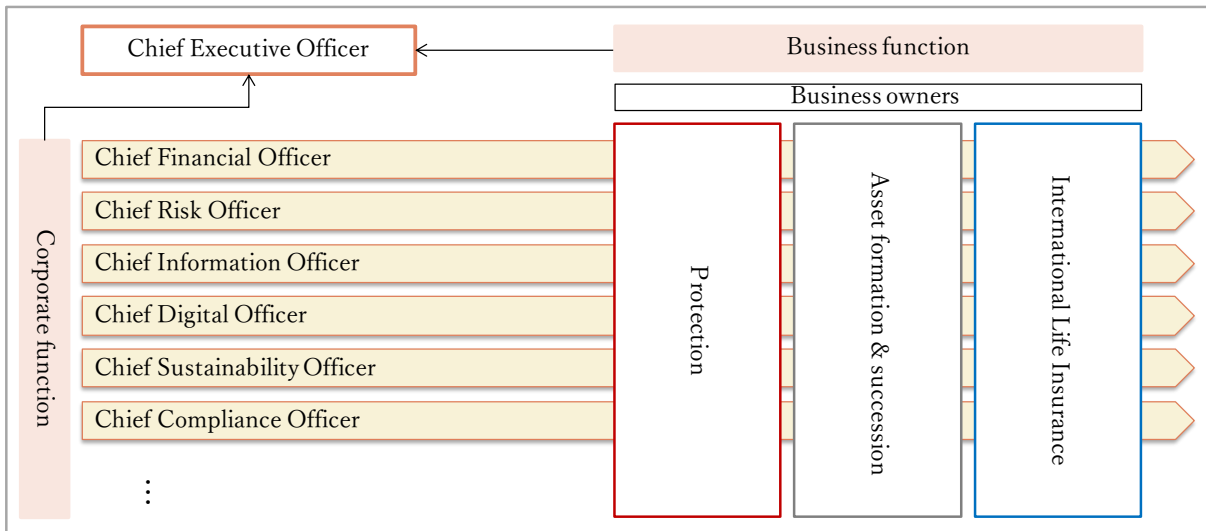 Chief Executive Officer
Business function
Business owners
Corporate function
Chief Financial Officer
Chief Risk Officer
Chief Information Officer
Chief Digital Officer
Chief Sustainability Officer
Chief Compliance Officer
⋮
Protection
Asset formation & succession
International Life Insurance